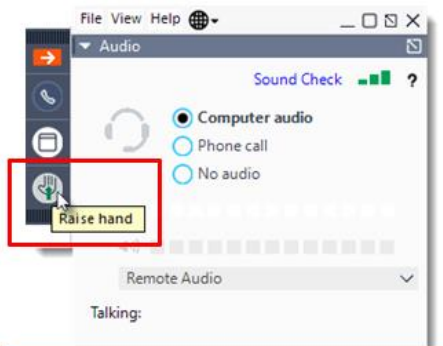 File View Help
Audio
Sound Check ?
Computer audio
Phone call
No audio
Raise hand
Remote Audio
Talking: